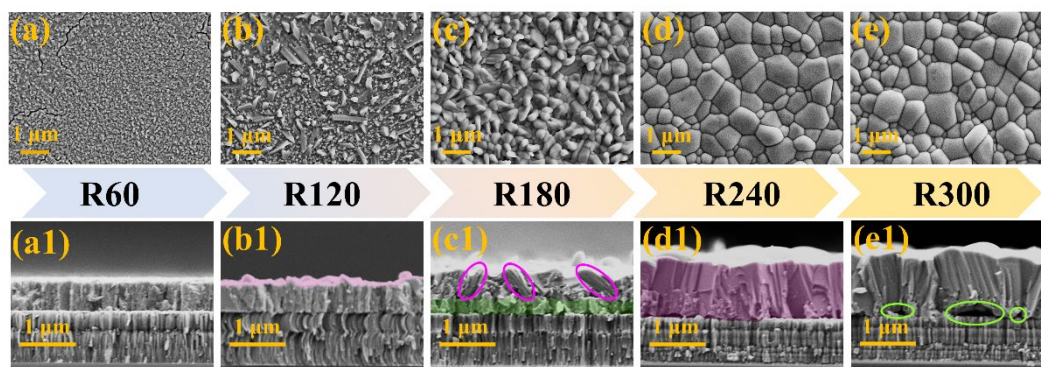 (a) (b) (c) (d) (e)
1 μm 1 μm 1 μm 1 μm 1 μm
R60 R120 R180 R240 R300
(a1) (b1) (c1) (d1) (e1)
1 μm 1 μm 1 μm 1 μm 1 μm